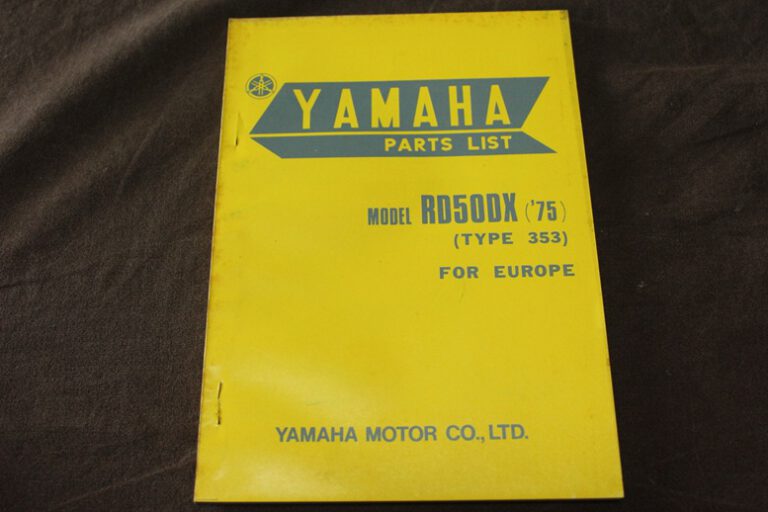 YAMAHA
PARTS LIST
MODEL RD50DX ('75)
(TYPE 353)
FOR EUROPE
YAMAHA MOTOR CO., LTD.